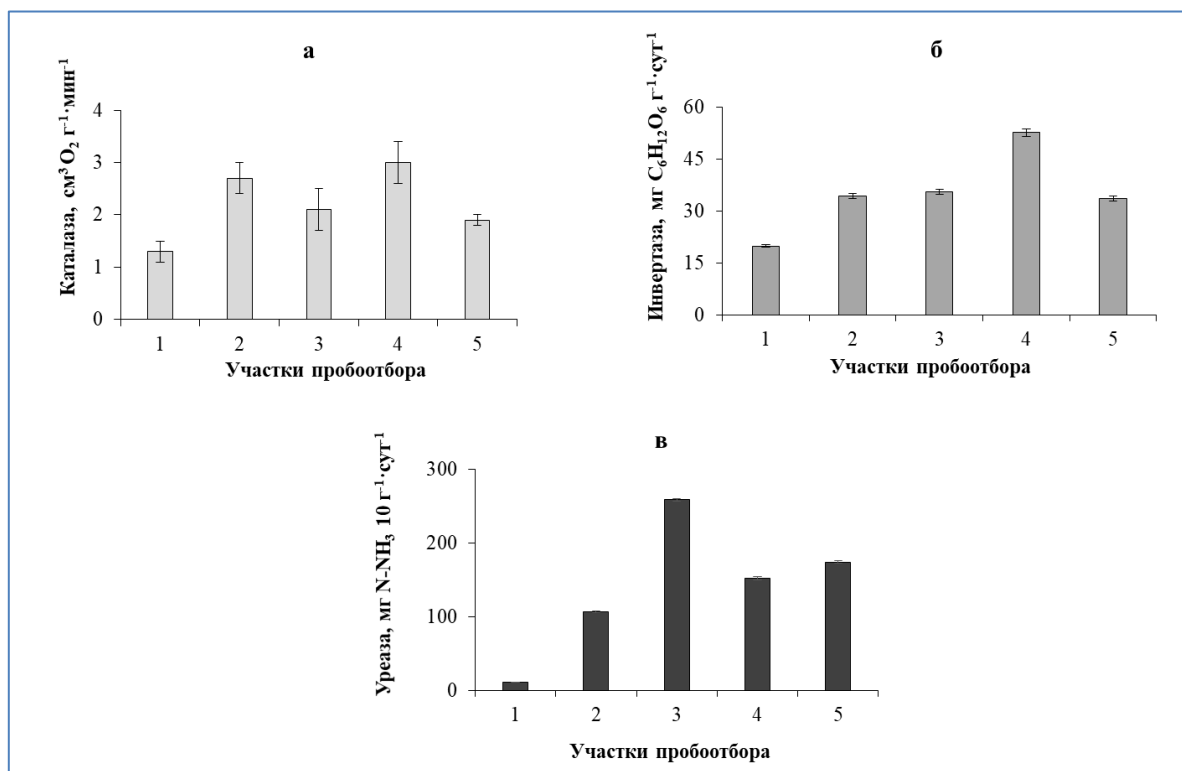 а
Каталаза, см³O₂ г⁻¹·мин⁻¹
4
3
2
1
0
1 2 3 4 5
Участки пробоотбора
б
Инвертаза, мг C₆H₁₂O₆ г⁻¹·сут⁻¹
60
45
30
15
0
1 2 3 4 5
Участки пробоотбора
в
Уреаза, мг N-NH₃ 10 г⁻¹·сут⁻¹
300
200
100
0
1 2 3 4 5
Участки пробоотбора